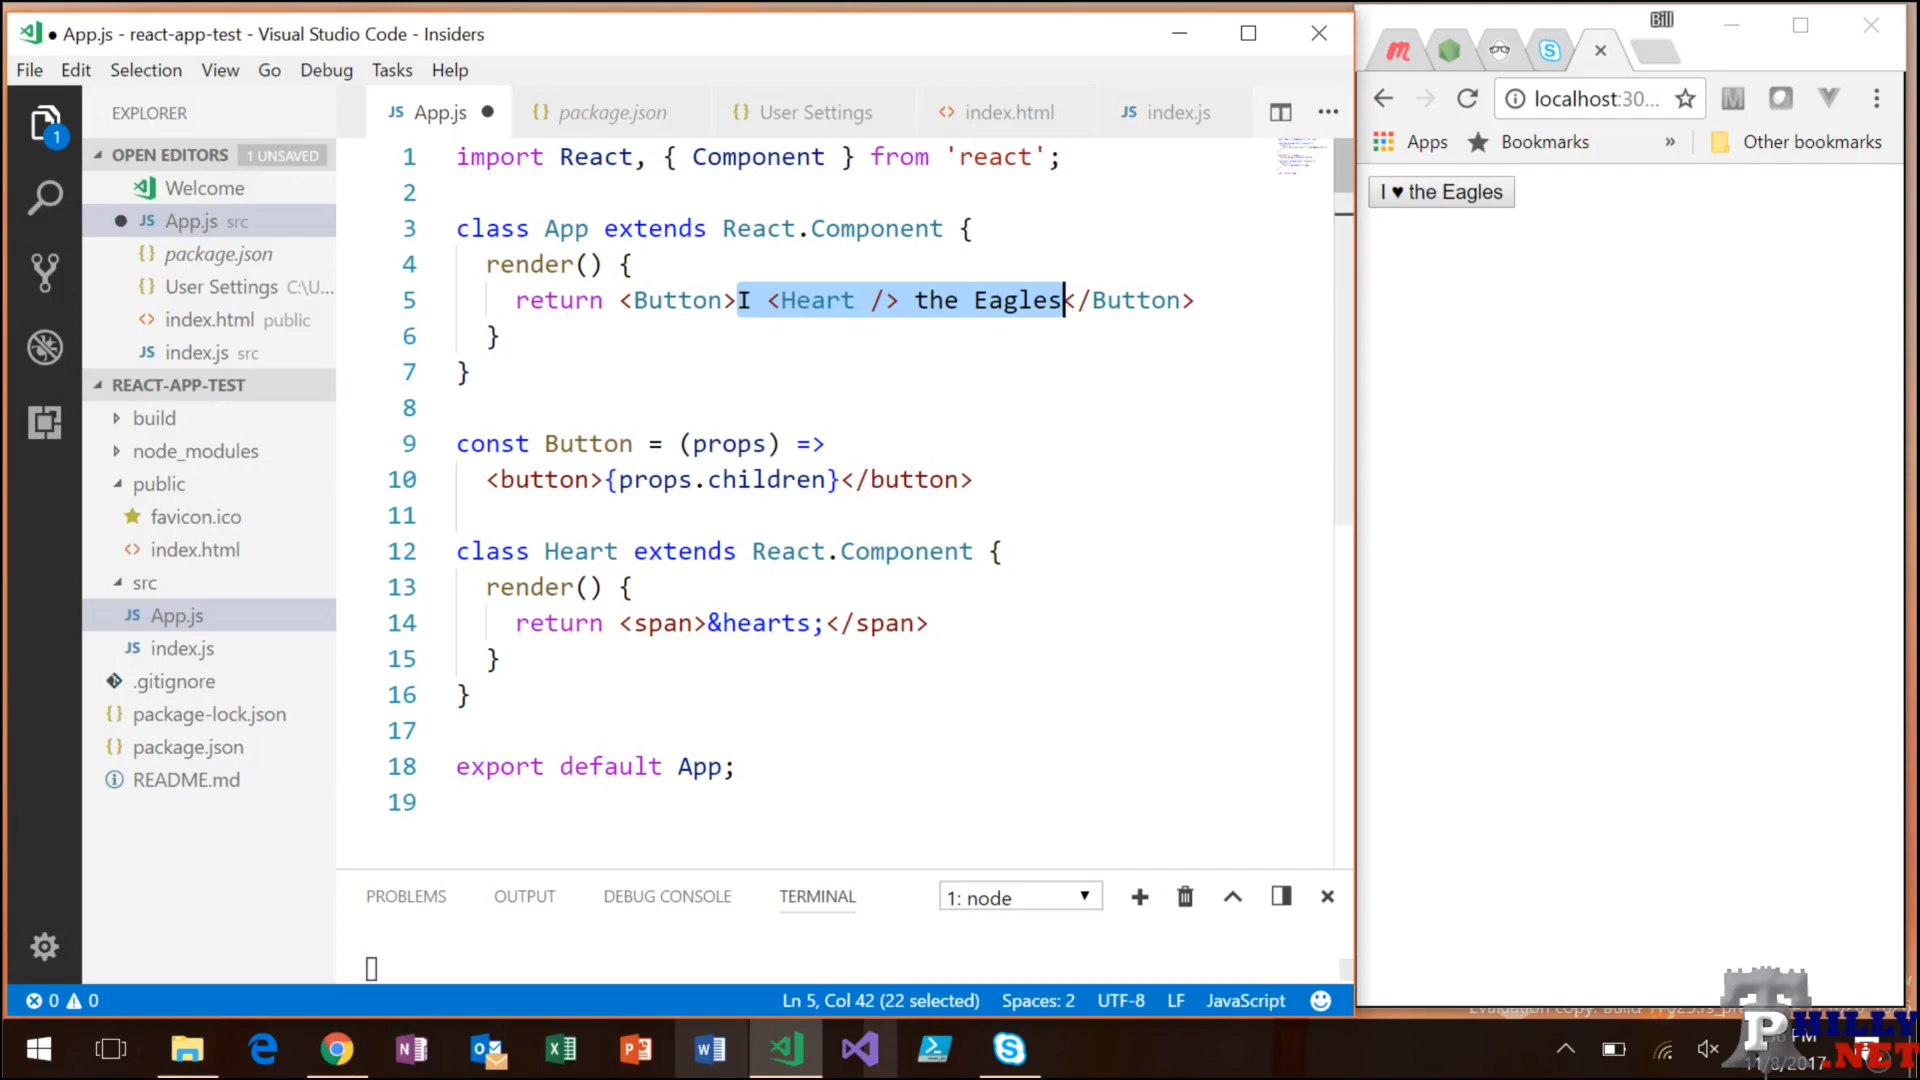 App.js - react-app-test - Visual Studio Code - Insiders
File Edit Selection View Go Debug Tasks Help
EXPLORER
1
OPEN EDITORS 1 UNSAVED
Welcome
JS App.js src
{} package.json
{} User Settings C:\U...
<> index.html public
JS index.js src
REACT-APP-TEST
build
node_modules
public
favicon.ico
<> index.html
src
JS App.js
JS index.js
.gitignore
{} package-lock.json
{} package.json
README.md
JS App.js ● {} package.json {} User Settings <> index.html JS index.js
1 import React, { Component } from 'react';
2
3 class App extends React.Component {
4 render() {
5 return <Button>I <Heart /> the Eagles</Button>
6 }
7 }
8
9 const Button = (props) =>
10 <button>{props.children}</button>
11
12 class Heart extends React.Component {
13 render() {
14 return <span>&hearts;</span>
15 }
16 }
17
18 export default App;
19
PROBLEMS OUTPUT DEBUG CONSOLE TERMINAL 1: node
0 0 Ln 5, Col 42 (22 selected) Spaces: 2 UTF-8 LF JavaScript
Bill
localhost:30...
Apps Bookmarks » Other bookmarks
I ♥ the Eagles
PHILLY
.NET
11/8/2017